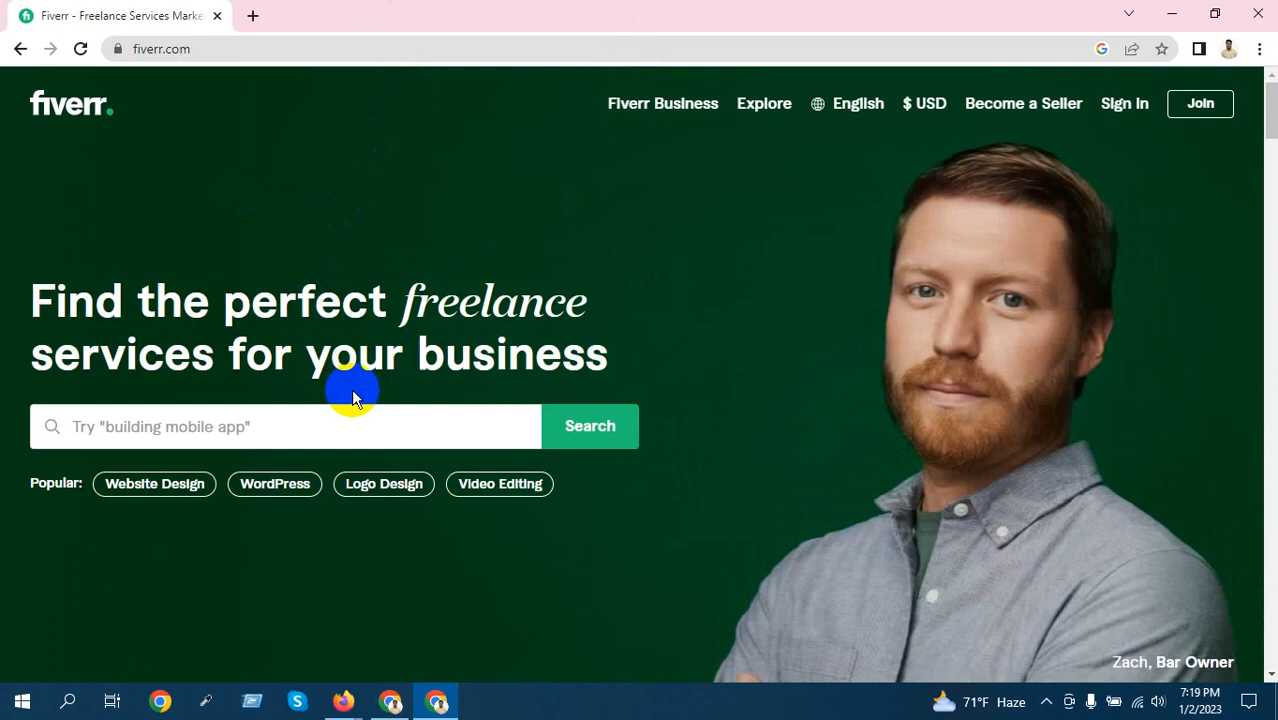 Fiverr - Freelance Services Marke
fiverr.com
fiverr.
Fiverr Business
Explore
English
$ USD
Become a Seller
Sign In
Join
Find the perfect freelance
services for your business
Try "building mobile app"
Search
Popular:
Website Design
WordPress
Logo Design
Video Editing
Zach, Bar Owner
71°F Haze
7:19 PM
1/2/2023